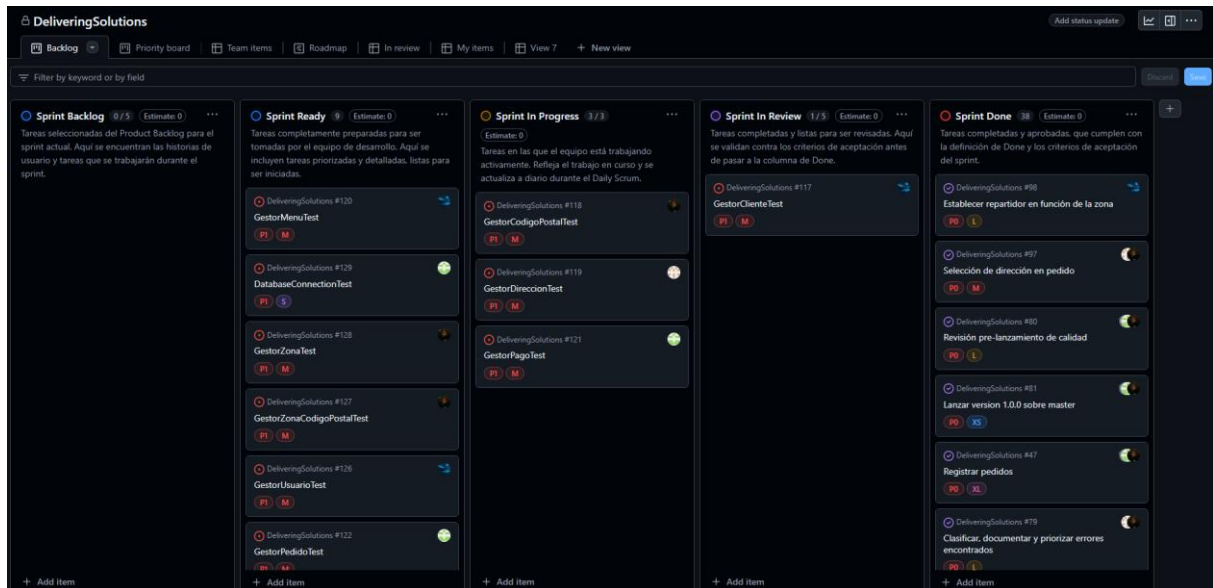 DeliveringSolutions
Add status update
Backlog
Priority board
Team items
Roadmap
In review
My items
View 7
+ New view
Filter by keyword or by field
Discard
Save
Sprint Backlog 0 / 5 Estimate: 0
Tareas seleccionadas del Product Backlog para el
sprint actual. Aquí se encuentran las historias de
usuario y tareas que se trabajarán durante el
sprint.
+ Add item
Sprint Ready 9 Estimate: 0
Tareas completamente preparadas para ser
tomadas por el equipo de desarrollo. Aquí se
incluyen tareas priorizadas y detalladas, listas para
ser iniciadas.
DeliveringSolutions #120
GestorMenuTest
P1 M
DeliveringSolutions #129
DatabaseConnectionTest
P1 S
DeliveringSolutions #128
GestorZonaTest
P1 M
DeliveringSolutions #127
GestorZonaCodigoPostalTest
P1 M
DeliveringSolutions #126
GestorUsuarioTest
P1 M
DeliveringSolutions #122
GestorPedidoTest
P1 M
+ Add item
Sprint In Progress 3 / 3
Estimate: 0
Tareas en las que el equipo está trabajando
activamente. Refleja el trabajo en curso y se
actualiza a diario durante el Daily Scrum.
DeliveringSolutions #118
GestorCodigoPostalTest
P1 M
DeliveringSolutions #119
GestorDireccionTest
P1 M
DeliveringSolutions #121
GestorPagoTest
P1 M
+ Add item
Sprint In Review 1 / 5 Estimate: 0
Tareas completadas y listas para ser revisadas. Aquí
se validan contra los criterios de aceptación antes
de pasar a la columna de Done.
DeliveringSolutions #117
GestorClienteTest
P1 M
+ Add item
Sprint Done 38 Estimate: 0
Tareas completadas y aprobadas, que cumplen con
la definición de Done y los criterios de aceptación
del sprint.
DeliveringSolutions #98
Establecer repartidor en función de la zona
P0 L
DeliveringSolutions #97
Selección de dirección en pedido
P0 M
DeliveringSolutions #80
Revisión pre-lanzamiento de calidad
P0 L
DeliveringSolutions #81
Lanzar version 1.0.0 sobre master
P0 XS
DeliveringSolutions #47
Registrar pedidos
P0 XL
DeliveringSolutions #79
Clasificar, documentar y priorizar errores
encontrados
P0 L
+ Add item